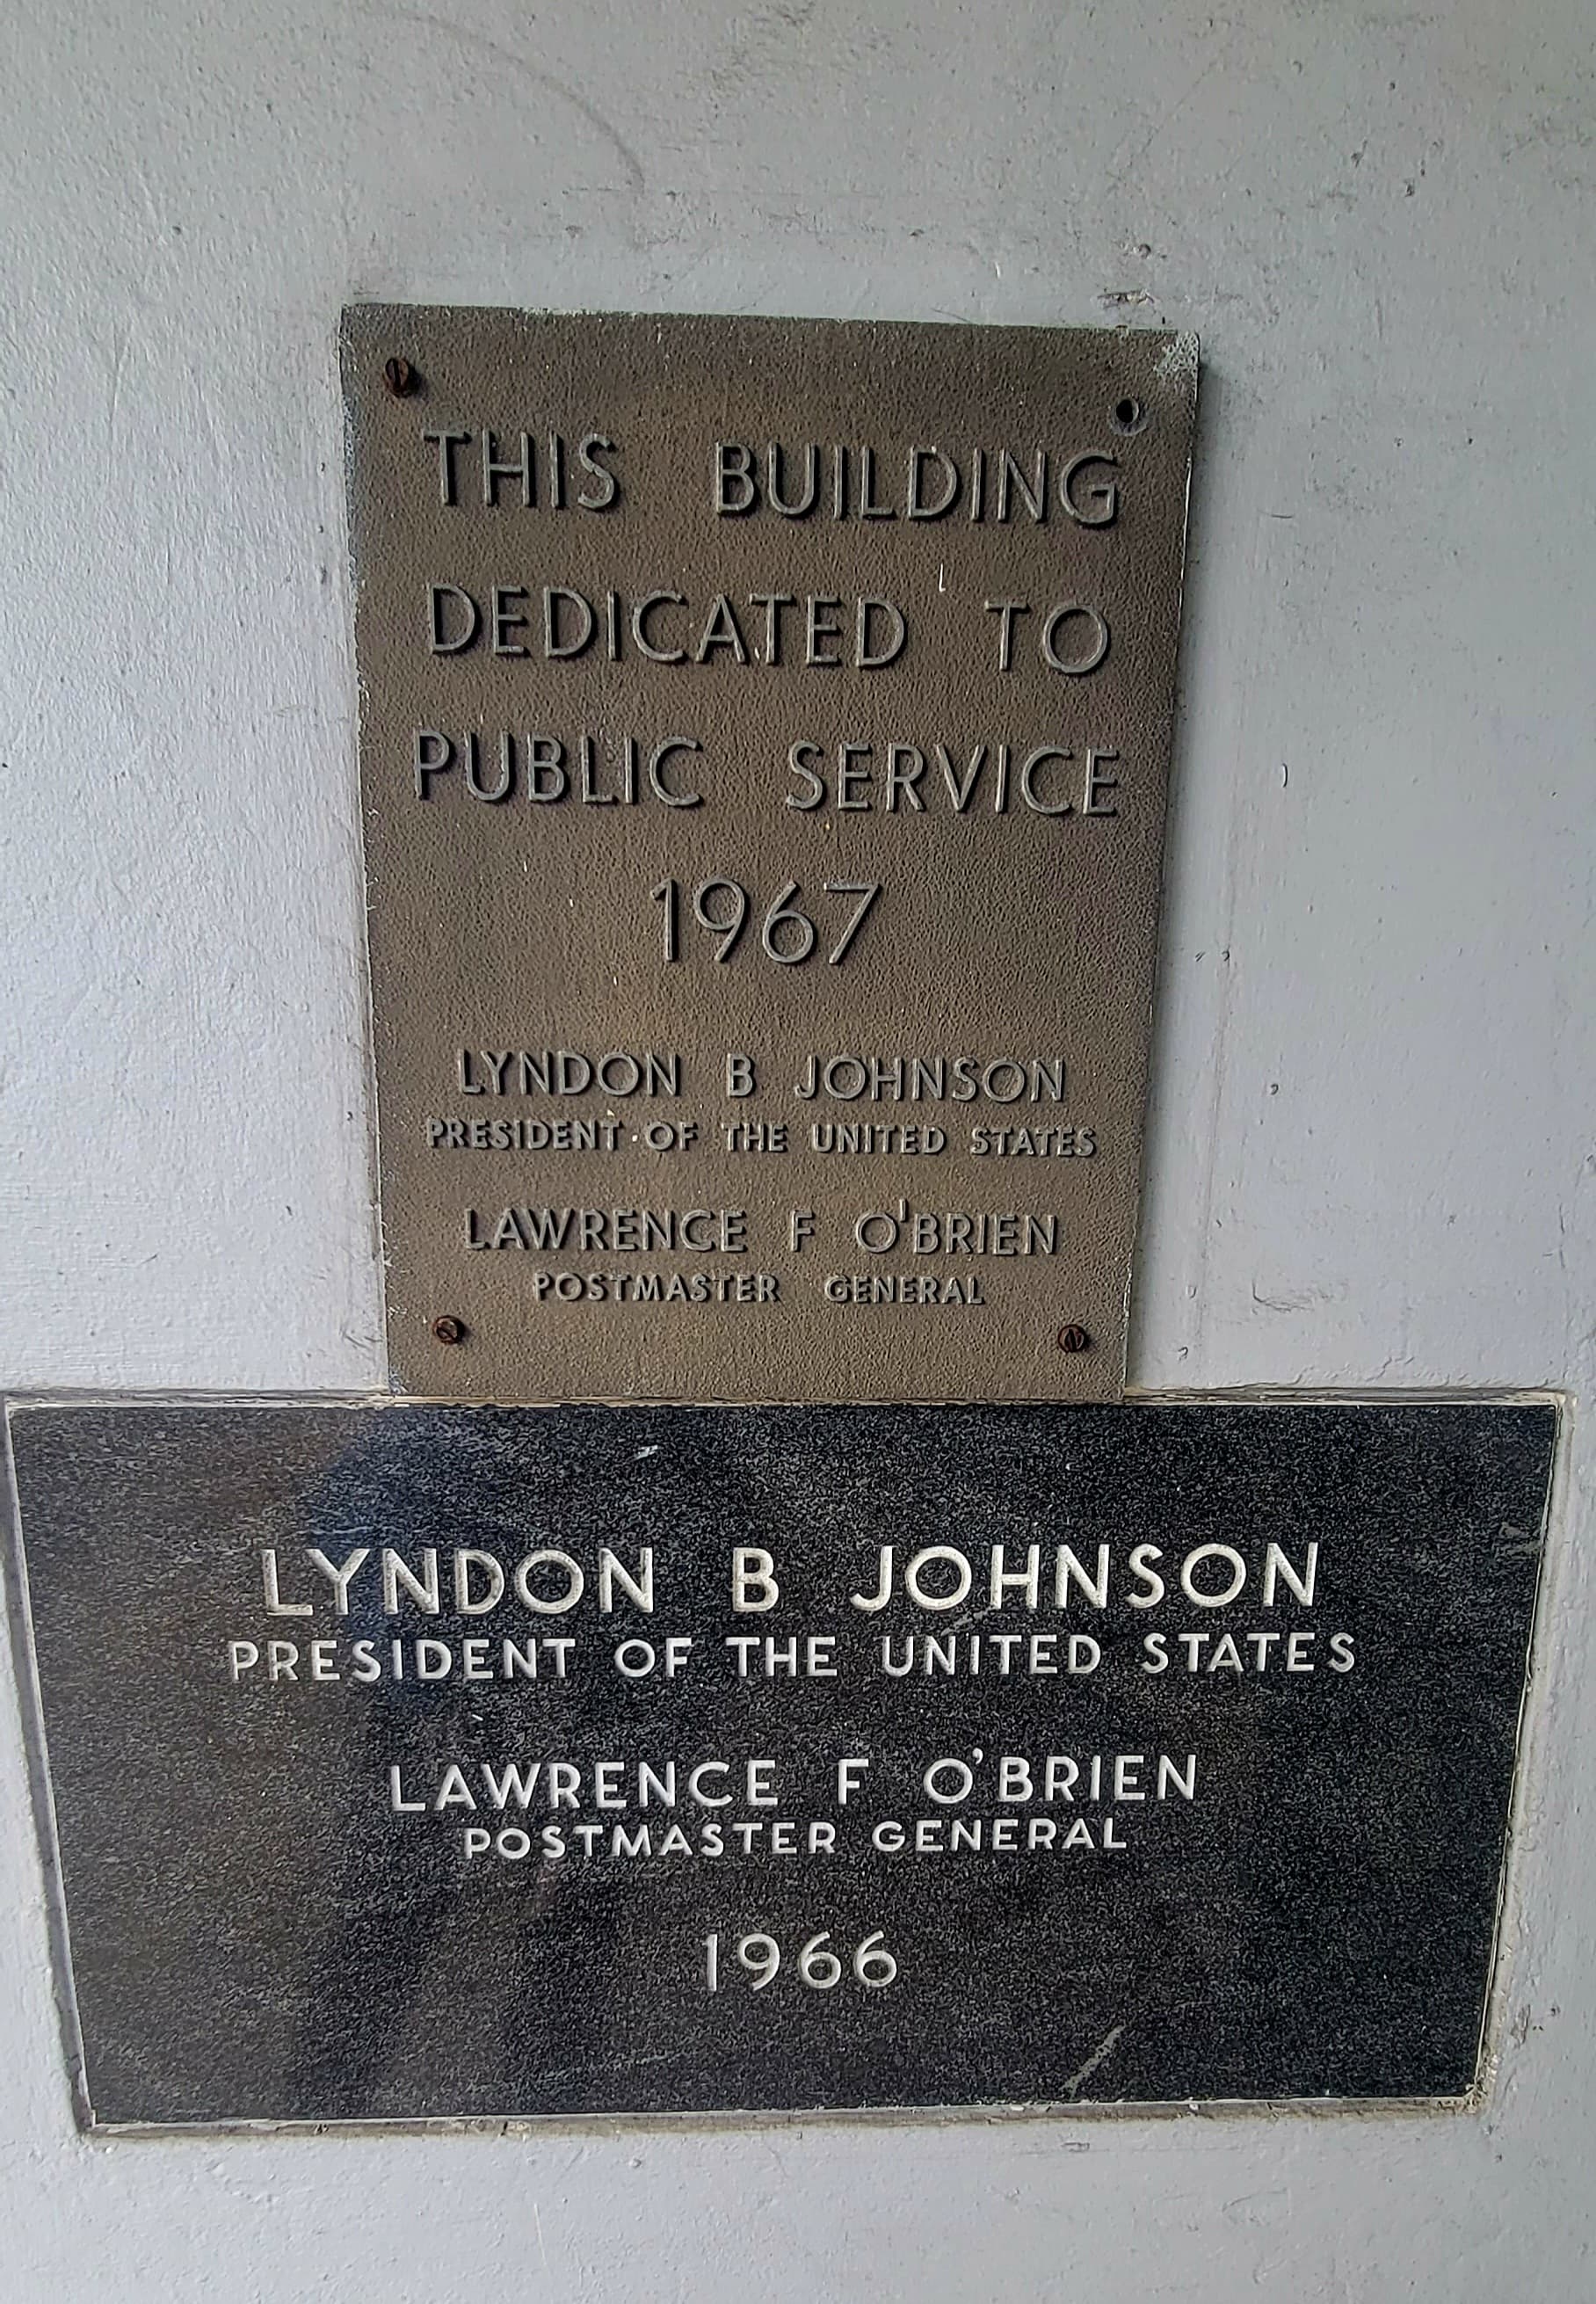 THIS BUILDING
DEDICATED TO
PUBLIC SERVICE
1967
LYNDON B JOHNSON
PRESIDENT OF THE UNITED STATES
LAWRENCE F O'BRIEN
POSTMASTER GENERAL
LYNDON B JOHNSON
PRESIDENT OF THE UNITED STATES
LAWRENCE F O'BRIEN
POSTMASTER GENERAL
1966